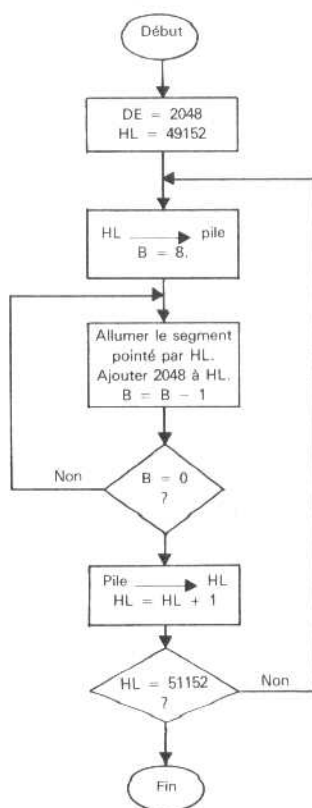 Début
DE = 2048
HL = 49152
HL pile
B = 8.
Allumer le segment
pointé par HL.
Ajouter 2048 à HL.
B = B - 1
Non
B = 0
?
Pile HL
HL = HL + 1
HL = 51152
?
Non
Fin